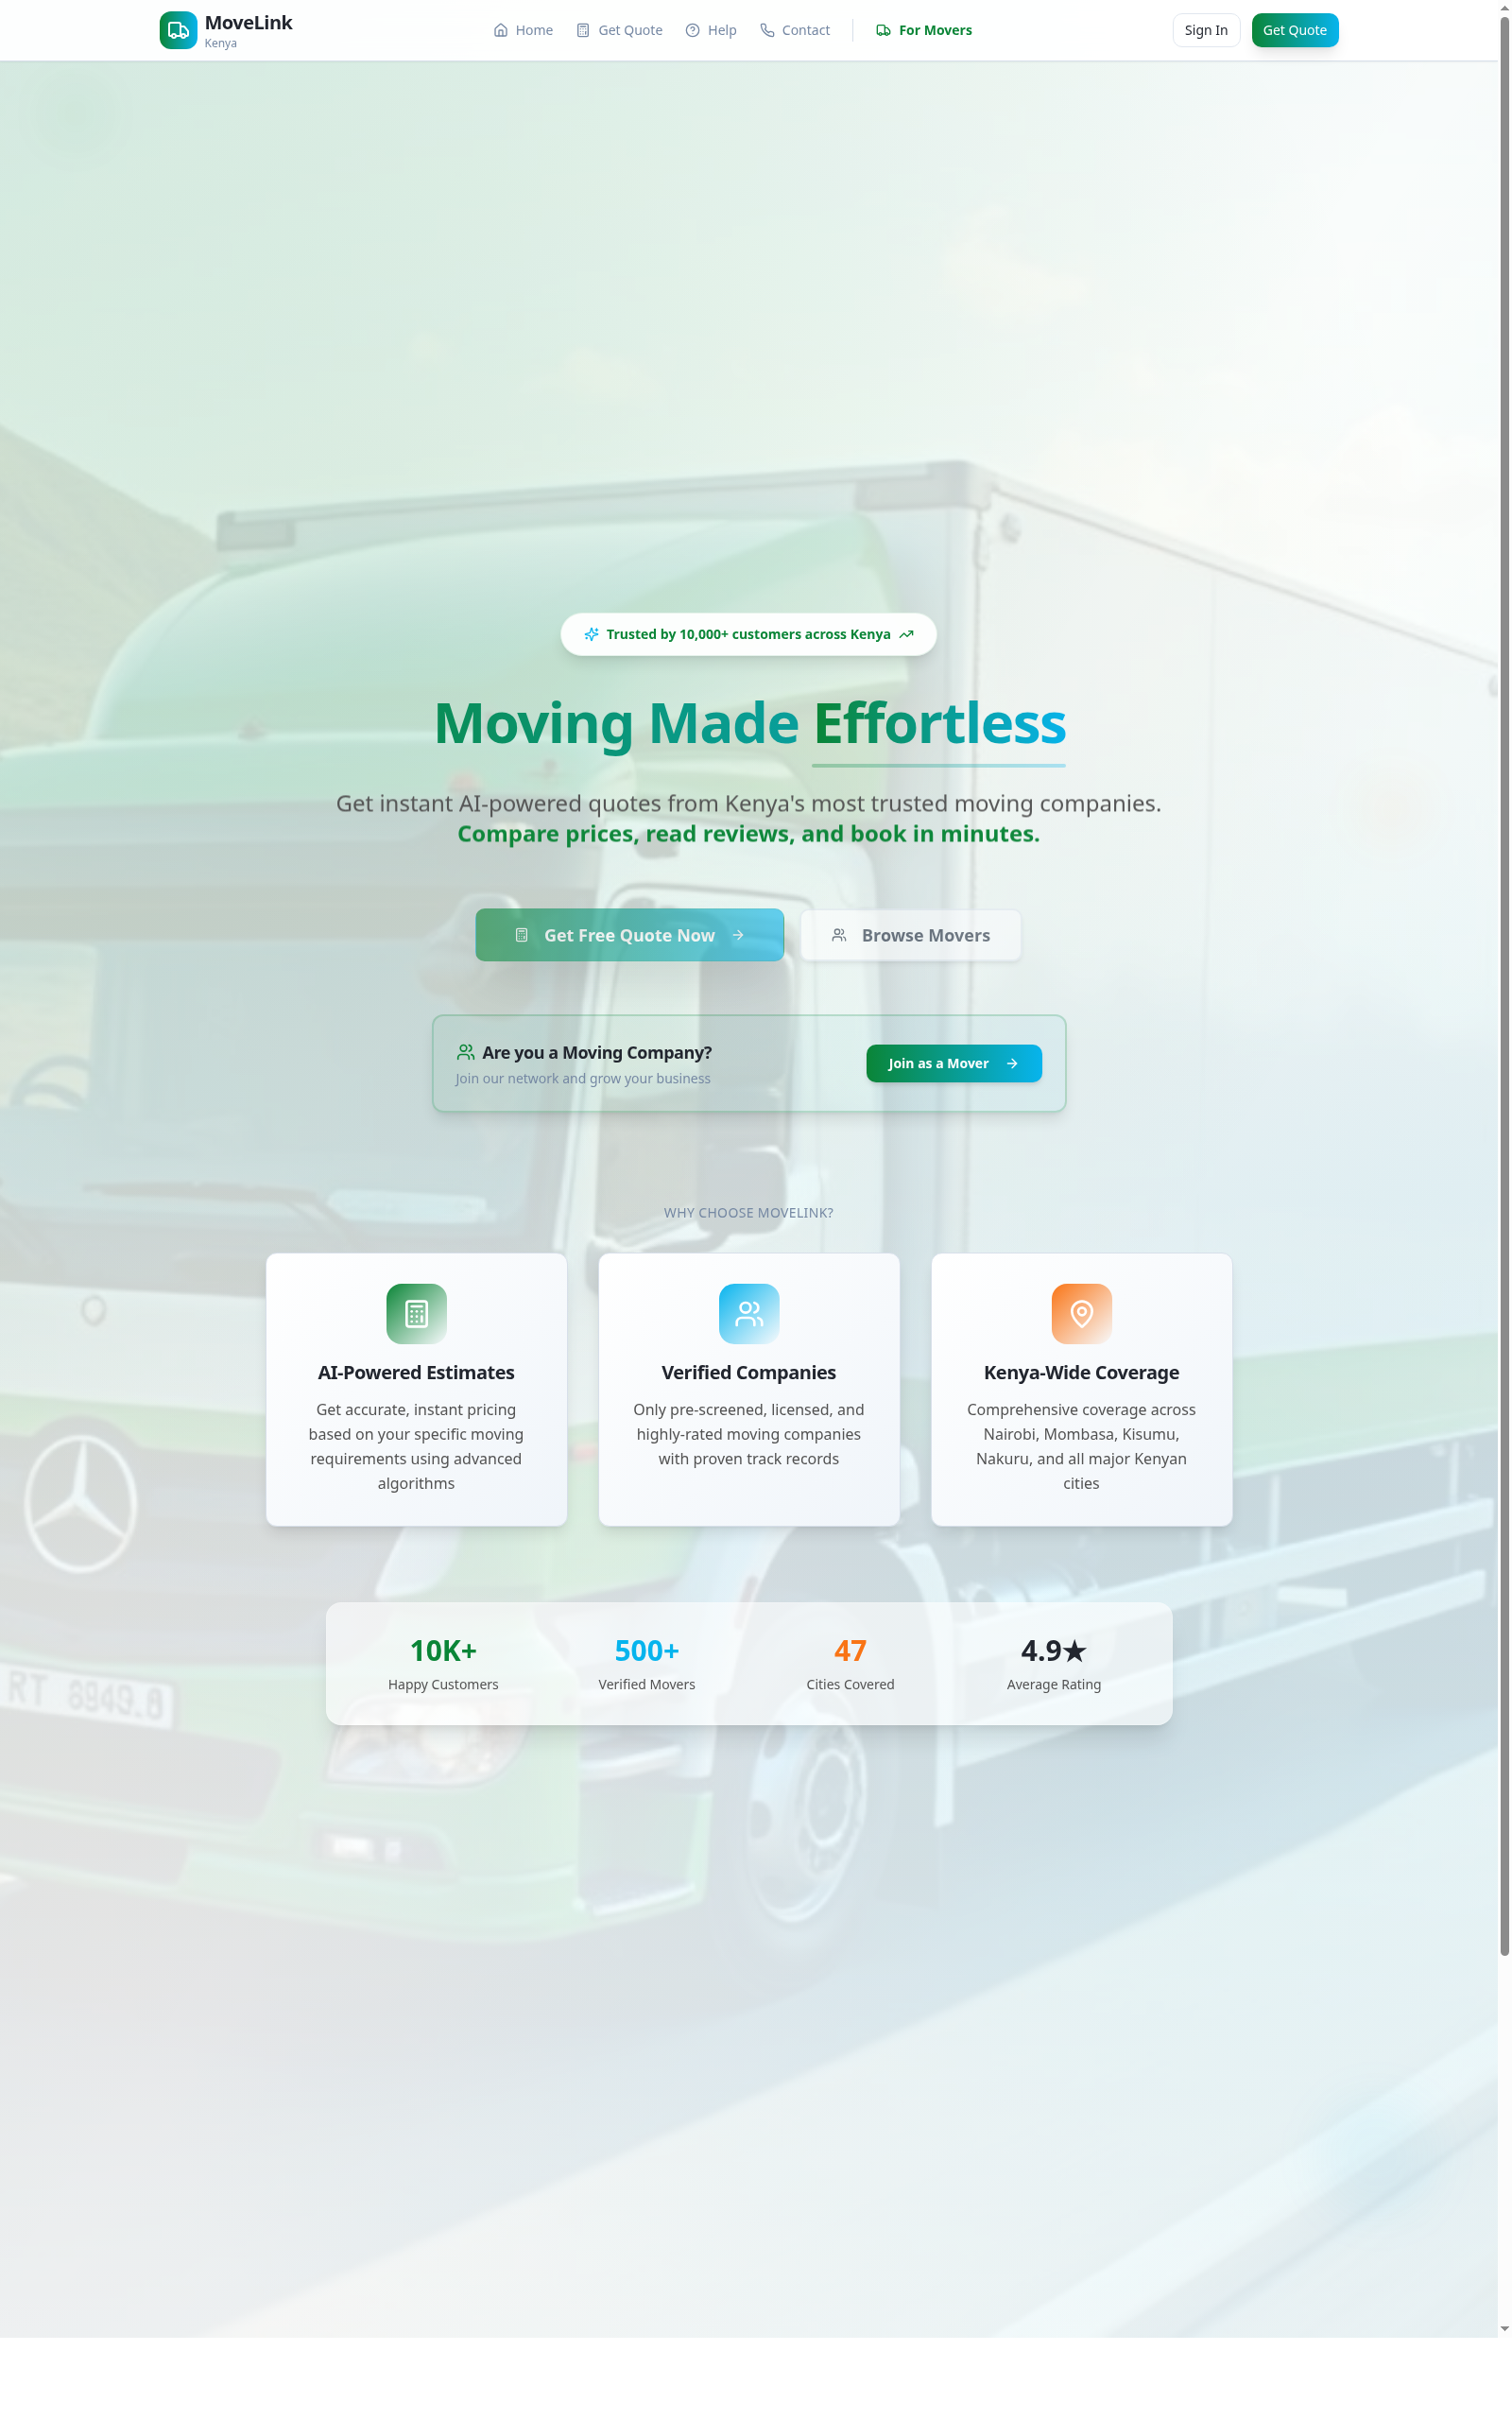 MoveLink
Kenya
Home
Get Quote
Help
Contact
For Movers
Sign In
Get Quote
Trusted by 10,000+ customers across Kenya
Moving Made Effortless
Get instant AI-powered quotes from Kenya's most trusted moving companies.
Compare prices, read reviews, and book in minutes.
Get Free Quote Now
Browse Movers
Are you a Moving Company?
Join our network and grow your business
Join as a Mover
WHY CHOOSE MOVELINK?
AI-Powered Estimates
Get accurate, instant pricing
based on your specific moving
requirements using advanced
algorithms
Verified Companies
Only pre-screened, licensed, and
highly-rated moving companies
with proven track records
Kenya-Wide Coverage
Comprehensive coverage across
Nairobi, Mombasa, Kisumu,
Nakuru, and all major Kenyan
cities
10K+
Happy Customers
500+
Verified Movers
47
Cities Covered
4.9★
Average Rating